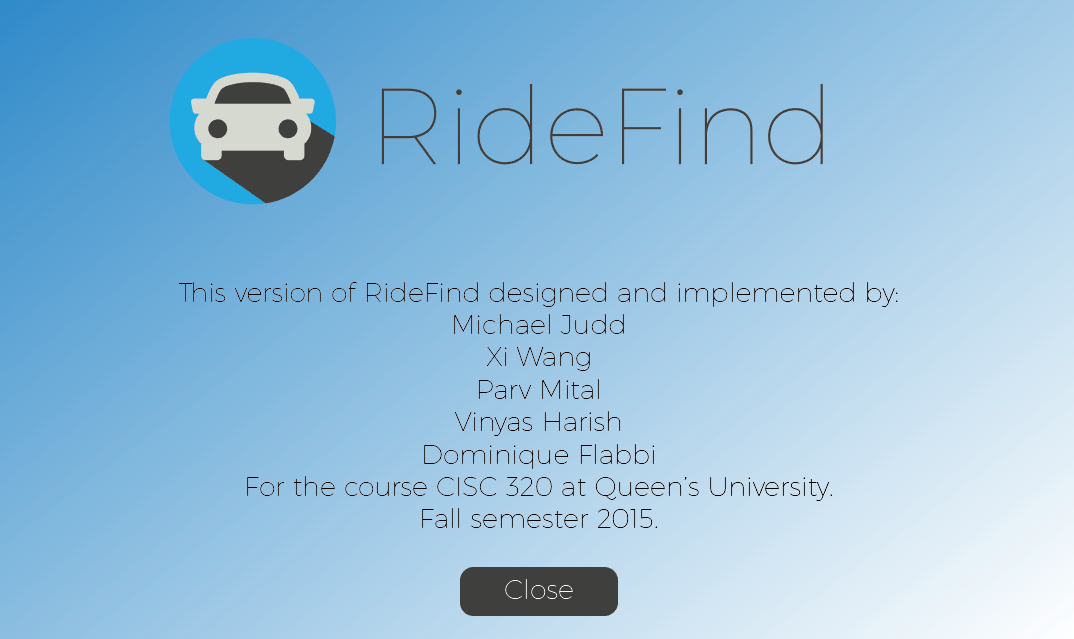 RideFind
This version of RideFind designed and implemented by:
Michael Judd
Xi Wang
Parv Mital
Vinyas Harish
Dominique Flabbi
For the course CISC 320 at Queen's University.
Fall semester 2015.
Close